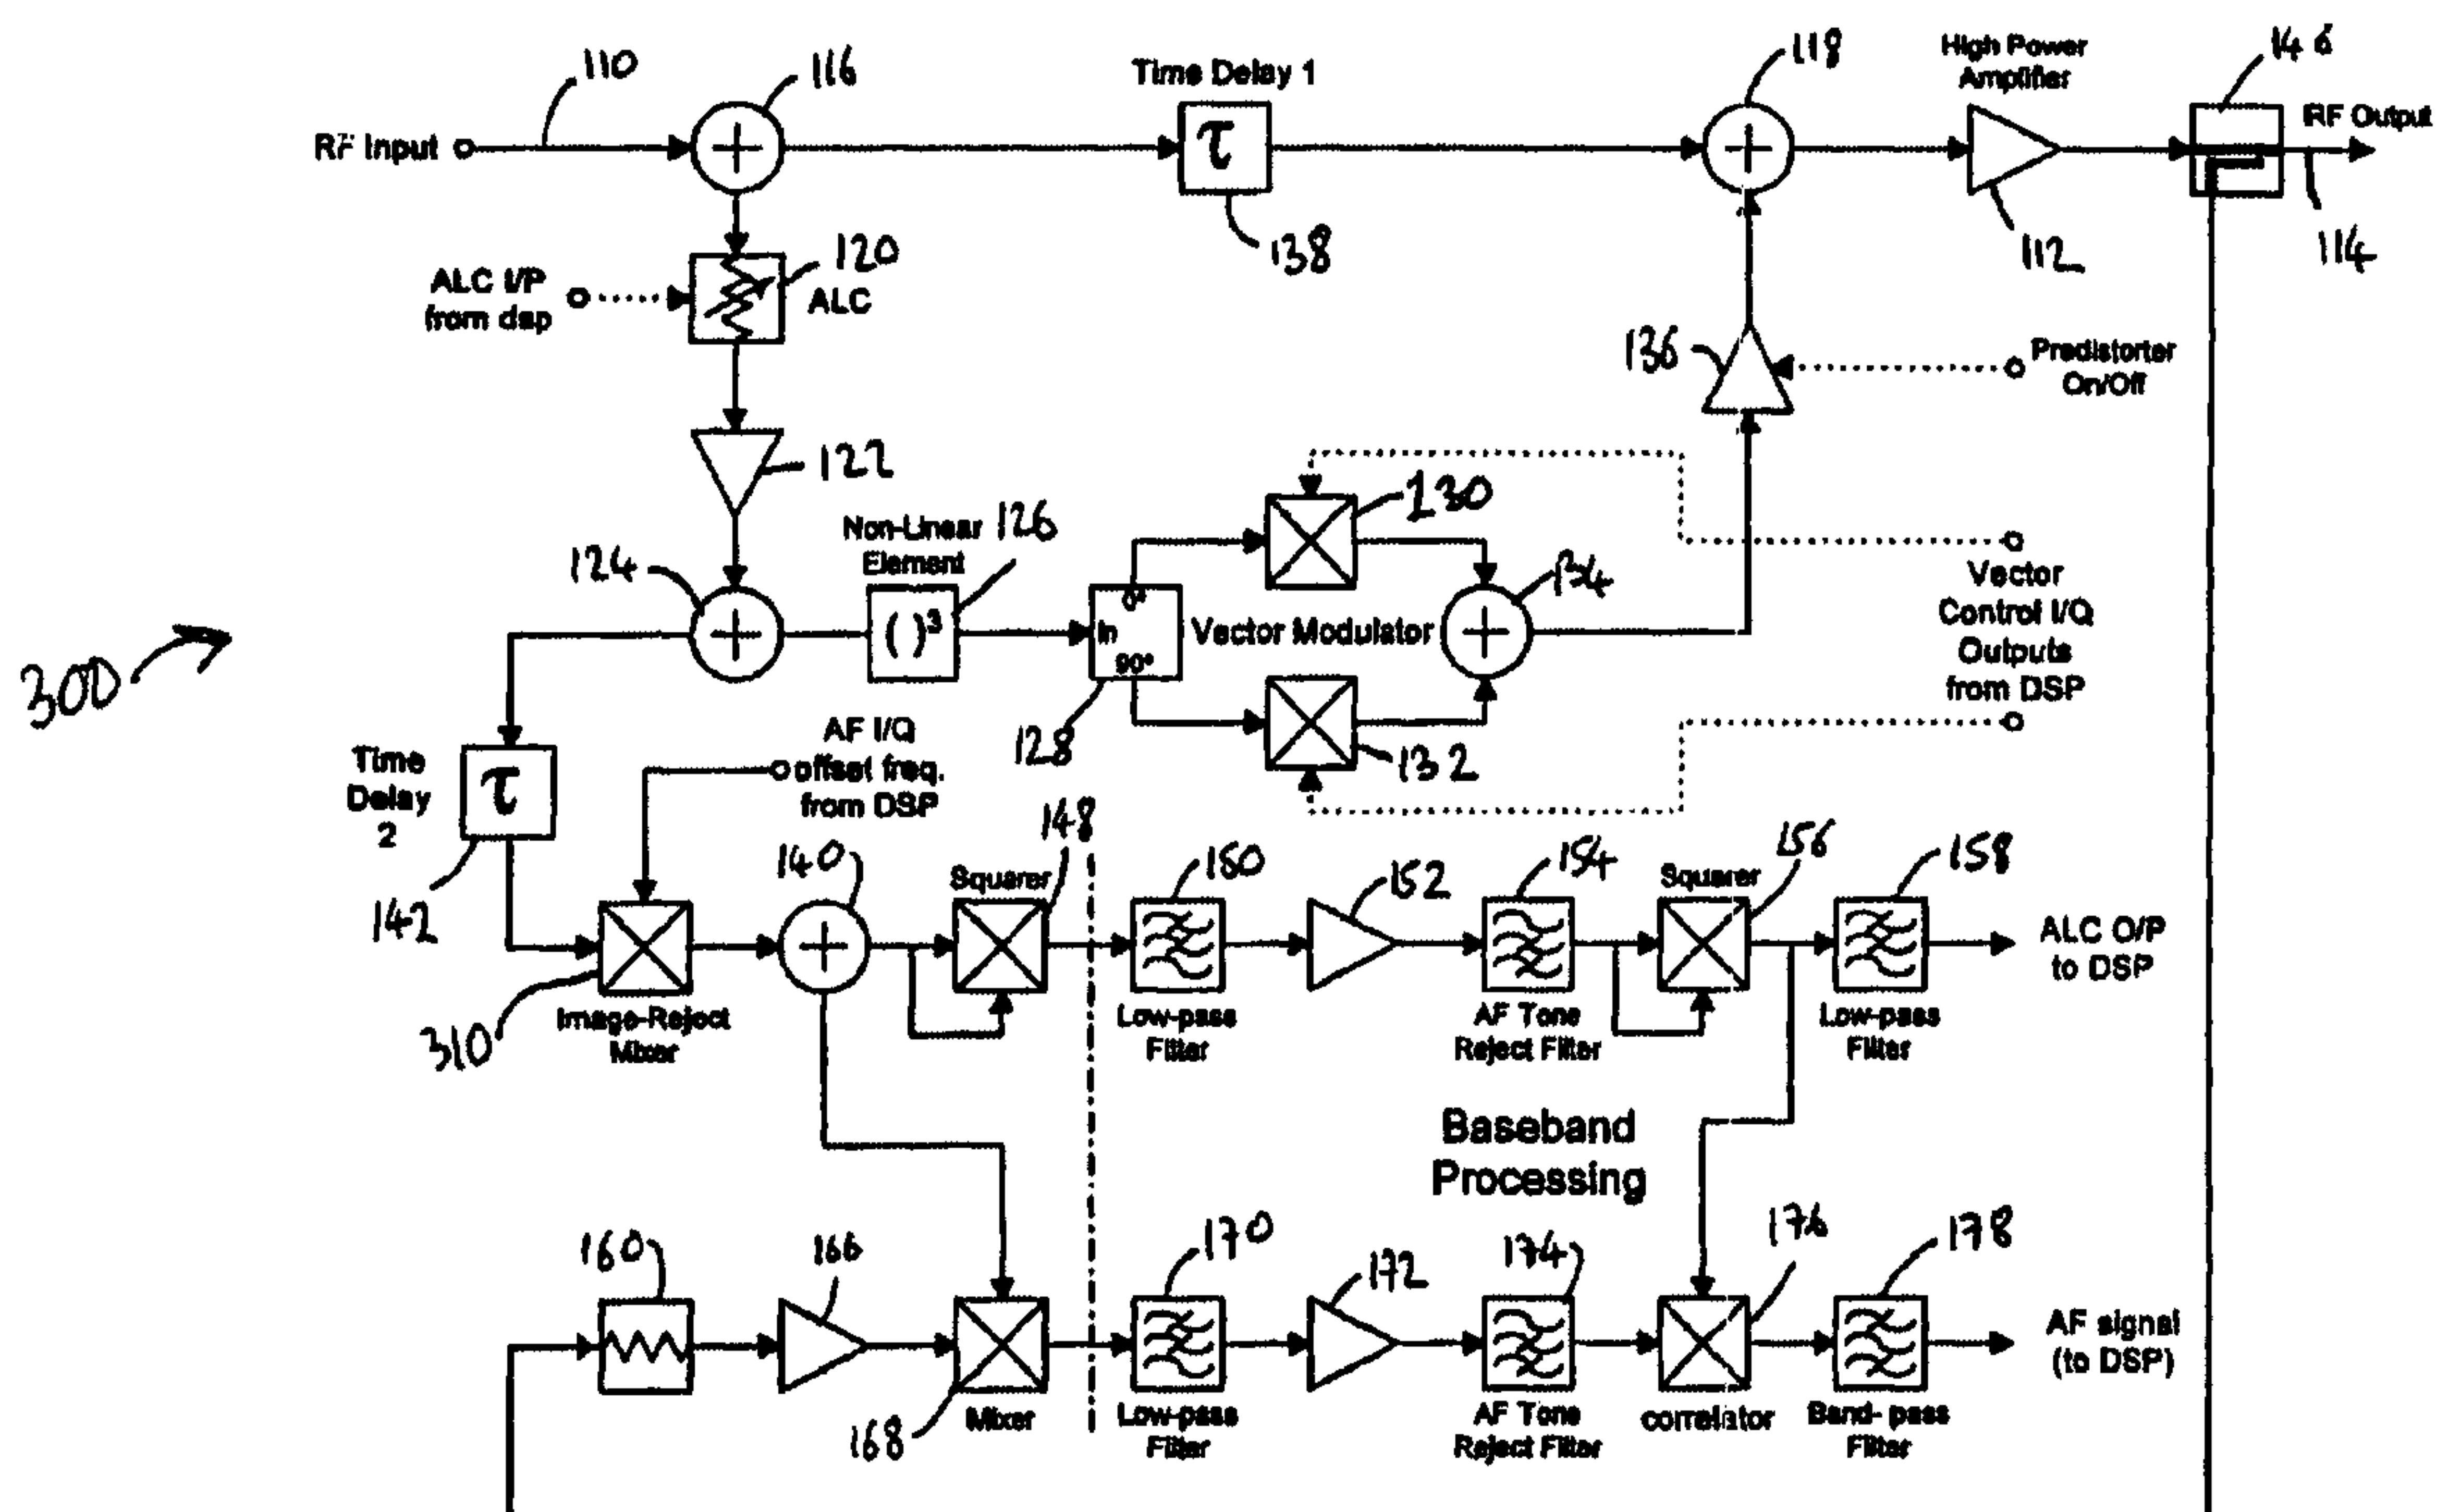 110
116
Time Delay 1
118
High Power
Amplifier
146
RF Input
τ
RF Output
138
112
114
ALC I/P
from dsp
120
ALC
136
Predistorter
On/Off
122
124
Non-Linear
Element
126
( )³
130
134
Vector
Control I/Q
Outputs
from DSP
0°
In
90°
Vector Modulator
128
132
300
Time
Delay
2
τ
142
AF I/Q
offset freq.
from DSP
140
Squarer
148
150
152
154
Squarer
156
158
ALC O/P
to DSP
310
Image-Reject
Mixer
Low-pass
Filter
AF Tone
Reject Filter
Low-pass
Filter
Baseband
Processing
160
166
168
Mixer
170
172
174
176
178
AF signal
(to DSP)
Low-pass
Filter
AF Tone
Reject Filter
correlator
Band-pass
Filter